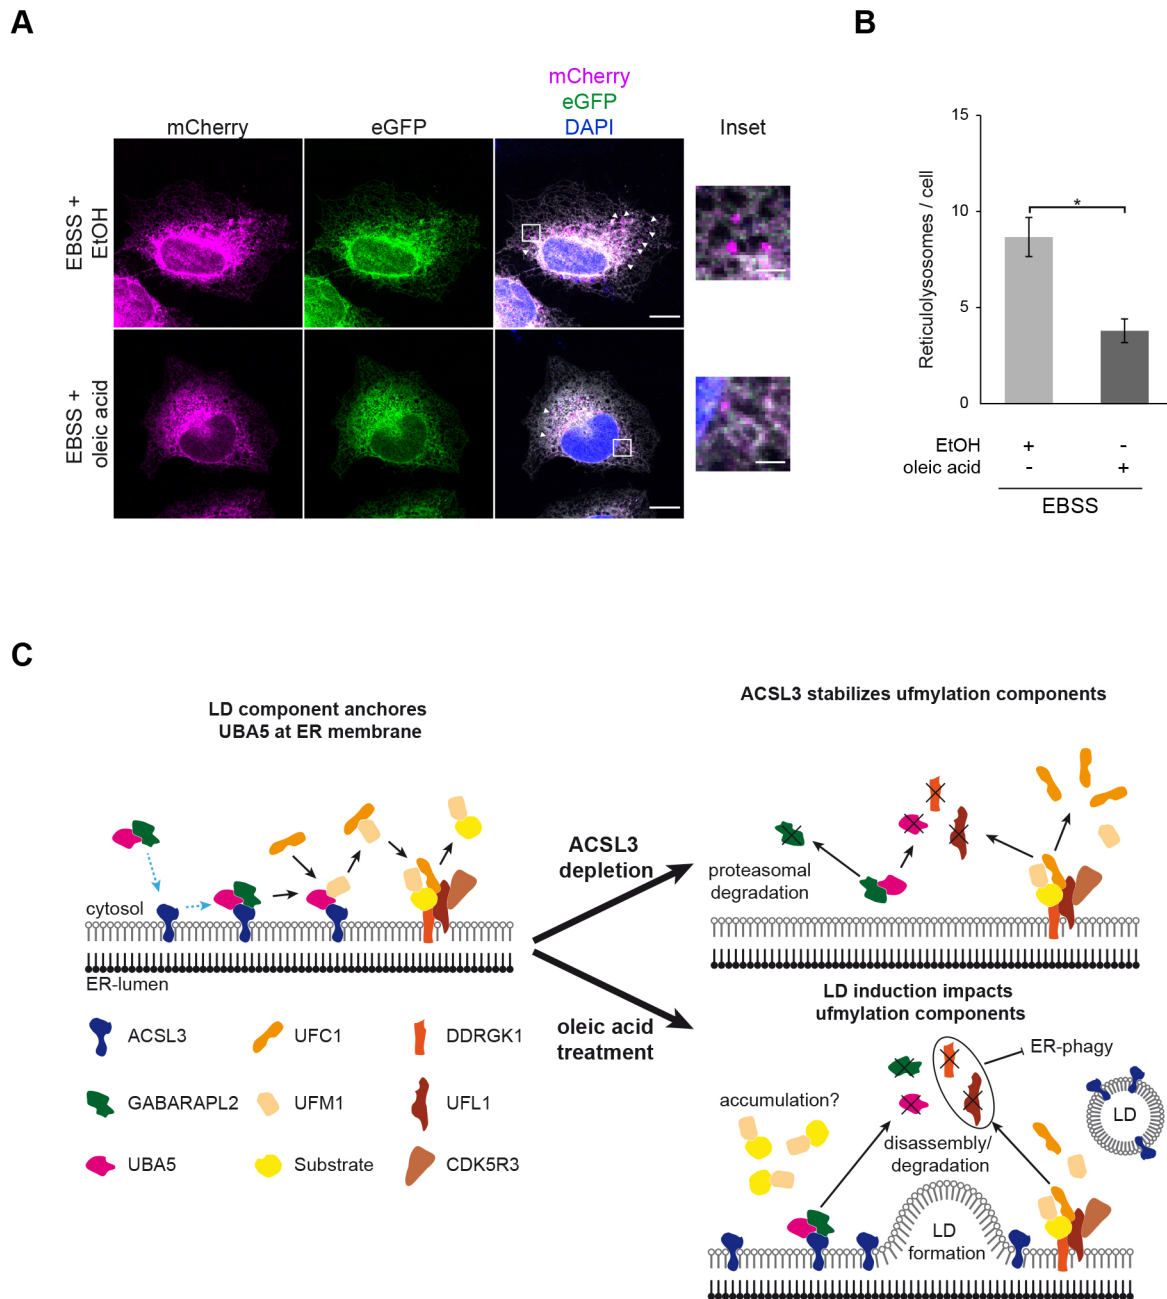 A
mCherry
eGFP
mCherry
eGFP
DAPI
Inset
EBSS +
EtOH
EBSS +
oleic acid
B
Reticulolysosomes / cell
15
10
5
0
*
EtOH + -
oleic acid - +
EBSS
C
LD component anchores
UBA5 at ER membrane
cytosol
ER-lumen
ACSL3
UFC1
DDRGK1
GABARAPL2
UFM1
UFL1
UBA5
Substrate
CDK5R3
ACSL3
depletion
oleic acid
treatment
ACSL3 stabilizes ufmylation components
proteasomal
degradation
LD induction impacts
ufmylation components
ER-phagy
accumulation?
disassembly/
degradation
LD
LD
formation